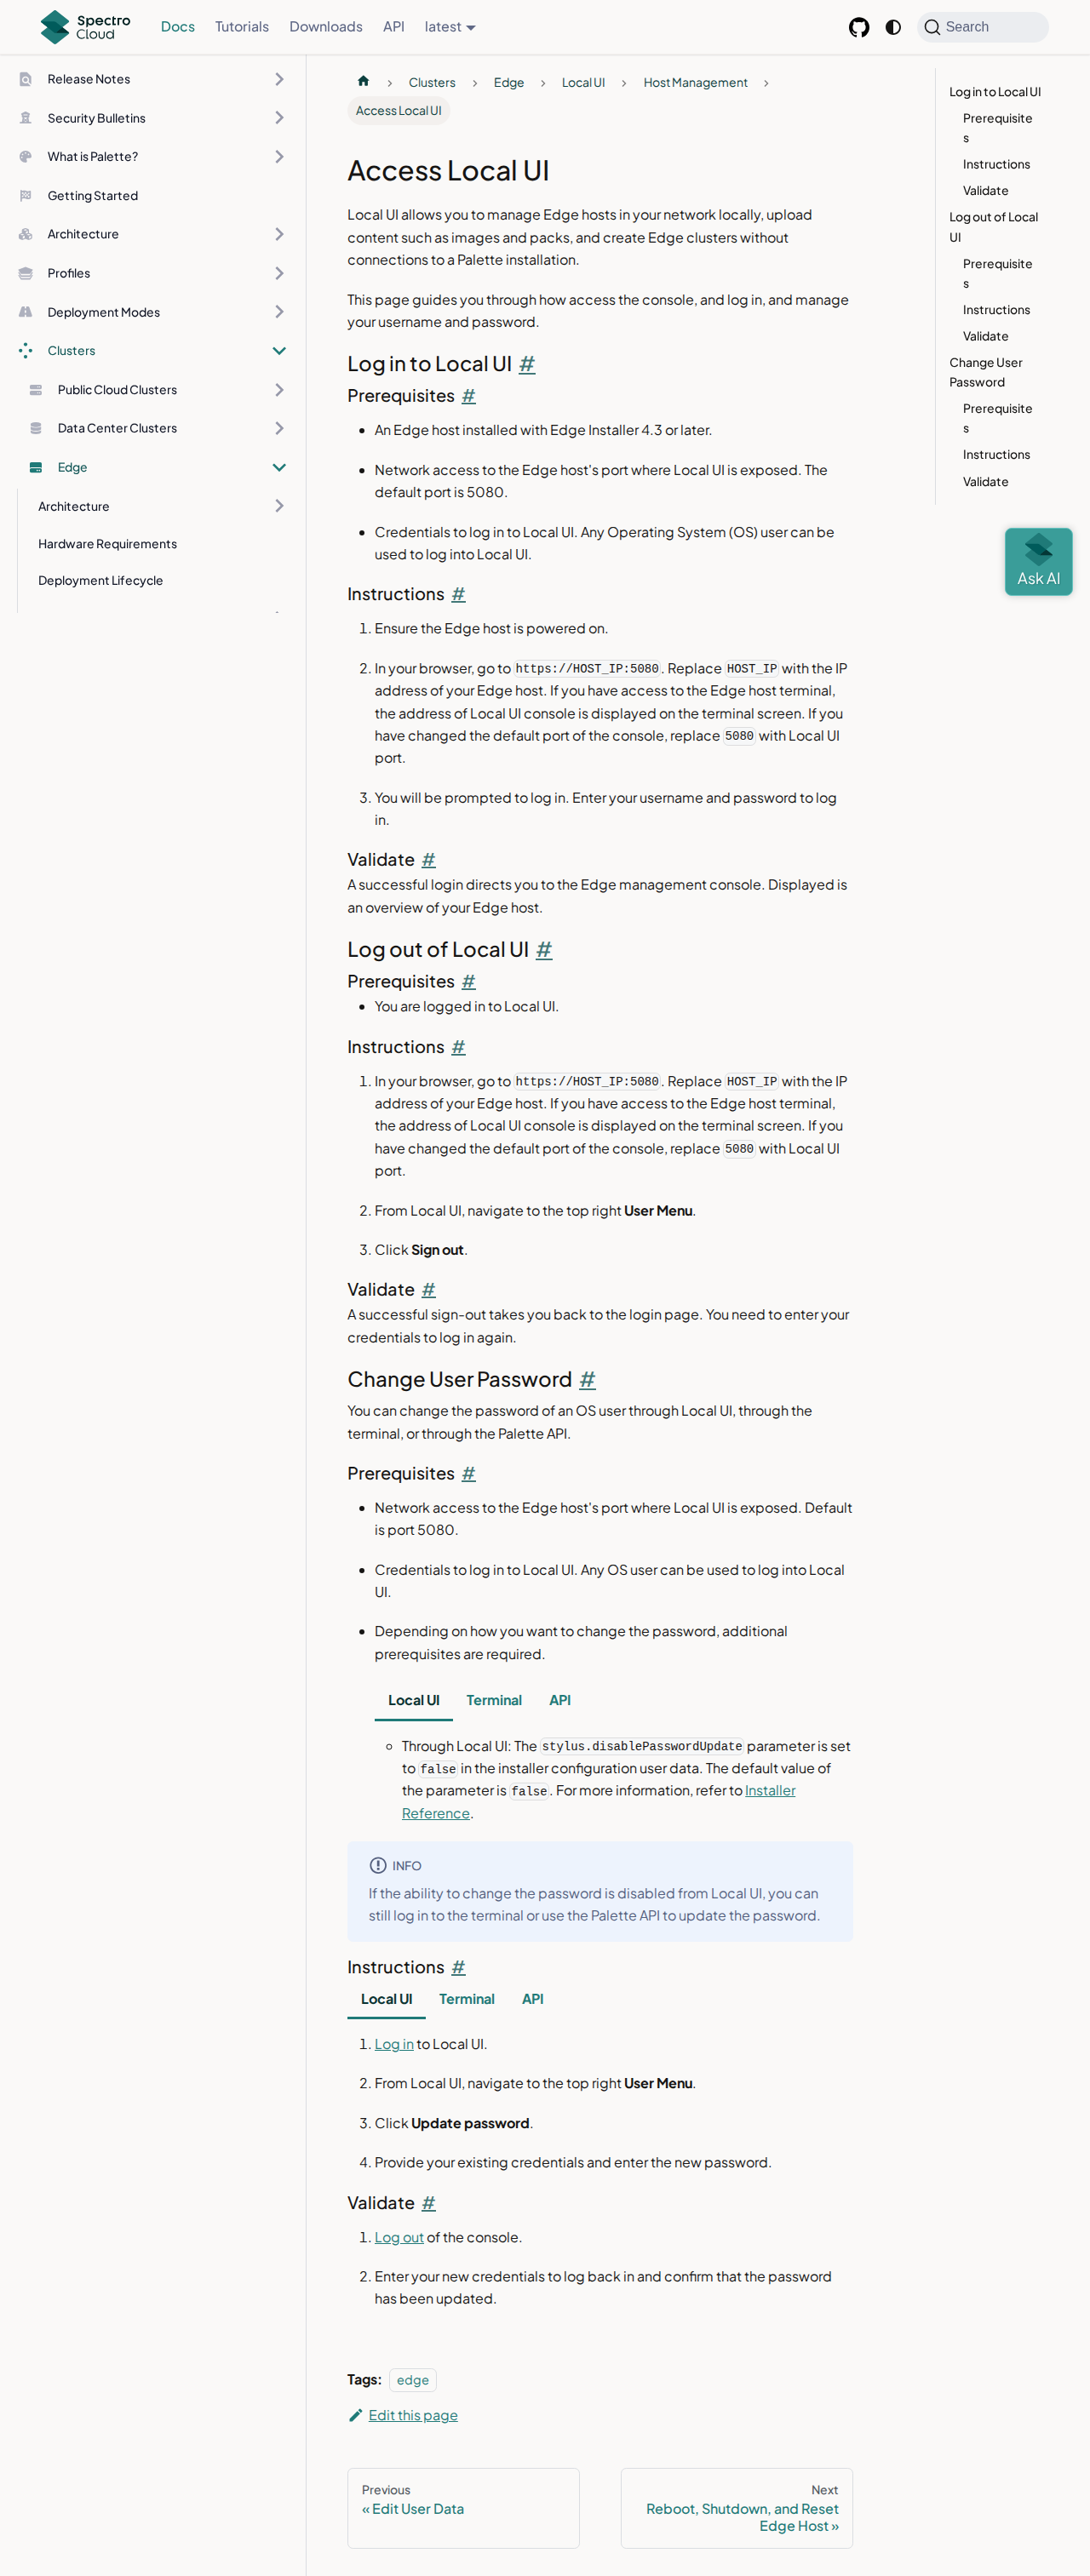 Spectro
Cloud
Docs
Tutorials
Downloads
API
latest
Search
Release Notes
Security Bulletins
What is Palette?
Getting Started
Architecture
Profiles
Deployment Modes
Clusters
Public Cloud Clusters
Data Center Clusters
Edge
Architecture
Hardware Requirements
Deployment Lifecycle
Clusters
Edge
Local UI
Host Management
Access Local UI
Access Local UI
Local UI allows you to manage Edge hosts in your network locally, upload
content such as images and packs, and create Edge clusters without
connections to a Palette installation.
This page guides you through how access the console, and log in, and manage
your username and password.
Log in to Local UI #
Prerequisites #
• An Edge host installed with Edge Installer 4.3 or later.
• Network access to the Edge host's port where Local UI is exposed. The
default port is 5080.
• Credentials to log in to Local UI. Any Operating System (OS) user can be
used to log into Local UI.
Instructions #
1. Ensure the Edge host is powered on.
2. In your browser, go to https://HOST_IP:5080. Replace HOST_IP with the IP
address of your Edge host. If you have access to the Edge host terminal,
the address of Local UI console is displayed on the terminal screen. If you
have changed the default port of the console, replace 5080 with Local UI
port.
3. You will be prompted to log in. Enter your username and password to log
in.
Validate #
A successful login directs you to the Edge management console. Displayed is
an overview of your Edge host.
Log out of Local UI #
Prerequisites #
• You are logged in to Local UI.
Instructions #
1. In your browser, go to https://HOST_IP:5080. Replace HOST_IP with the IP
address of your Edge host. If you have access to the Edge host terminal,
the address of Local UI console is displayed on the terminal screen. If you
have changed the default port of the console, replace 5080 with Local UI
port.
2. From Local UI, navigate to the top right User Menu.
3. Click Sign out.
Validate #
A successful sign-out takes you back to the login page. You need to enter your
credentials to log in again.
Change User Password #
You can change the password of an OS user through Local UI, through the
terminal, or through the Palette API.
Prerequisites #
• Network access to the Edge host's port where Local UI is exposed. Default
is port 5080.
• Credentials to log in to Local UI. Any OS user can be used to log into Local
UI.
• Depending on how you want to change the password, additional
prerequisites are required.
Local UI Terminal API
Through Local UI: The stylus.disablePasswordUpdate parameter is set
to false in the installer configuration user data. The default value of
the parameter is false. For more information, refer to Installer
Reference.
INFO
If the ability to change the password is disabled from Local UI, you can
still log in to the terminal or use the Palette API to update the password.
Instructions #
Local UI Terminal API
1. Log in to Local UI.
2. From Local UI, navigate to the top right User Menu.
3. Click Update password.
4. Provide your existing credentials and enter the new password.
Validate #
1. Log out of the console.
2. Enter your new credentials to log back in and confirm that the password
has been updated.
Tags: edge
Edit this page
Previous
« Edit User Data
Next
Reboot, Shutdown, and Reset
Edge Host »
Log in to Local UI
Prerequisite
s
Instructions
Validate
Log out of Local
UI
Prerequisite
s
Instructions
Validate
Change User
Password
Prerequisite
s
Instructions
Validate
Ask AI